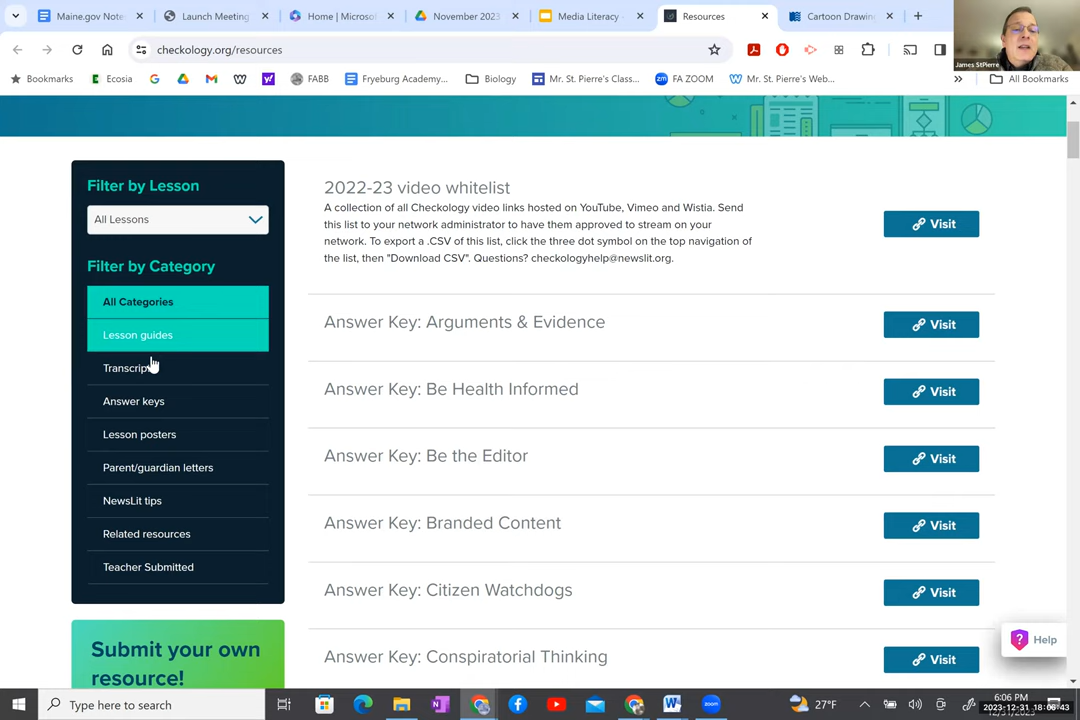 Maine.gov Note
Launch Meeting
Home | Micros
November 2023
Media Literacy
Resources
Cartoon Drawin
James StPierre
checkology.org/resources
Bookmarks
Ecosia
FABB
Fryeburg Academy...
Biology
Mr. St. Pierre's Class...
FA ZOOM
Mr. St. Pierre's Web...
All Bookmarks
Filter by Lesson
All Lessons
Filter by Category
All Categories
Lesson guides
Transcrip
Answer keys
Lesson posters
Parent/guardian letters
NewsLit tips
Related resources
Teacher Submitted
Submit your own
resource!
2022-23 video whitelist
A collection of all Checkology video links hosted on YouTube, Vimeo and Wistia. Send
this list to your network administrator to have them approved to stream on your
network. To export a .CSV of this list, click the three dot symbol on the top navigation of
the list, then "Download CSV". Questions? checkologyhelp@newslit.org.
Visit
Answer Key: Arguments & Evidence
Visit
Answer Key: Be Health Informed
Visit
Answer Key: Be the Editor
Visit
Answer Key: Branded Content
Visit
Answer Key: Citizen Watchdogs
Visit
Answer Key: Conspiratorial Thinking
Visit
Help
Type here to search
27°F
6:06 PM
2023-12-31 18:06:43